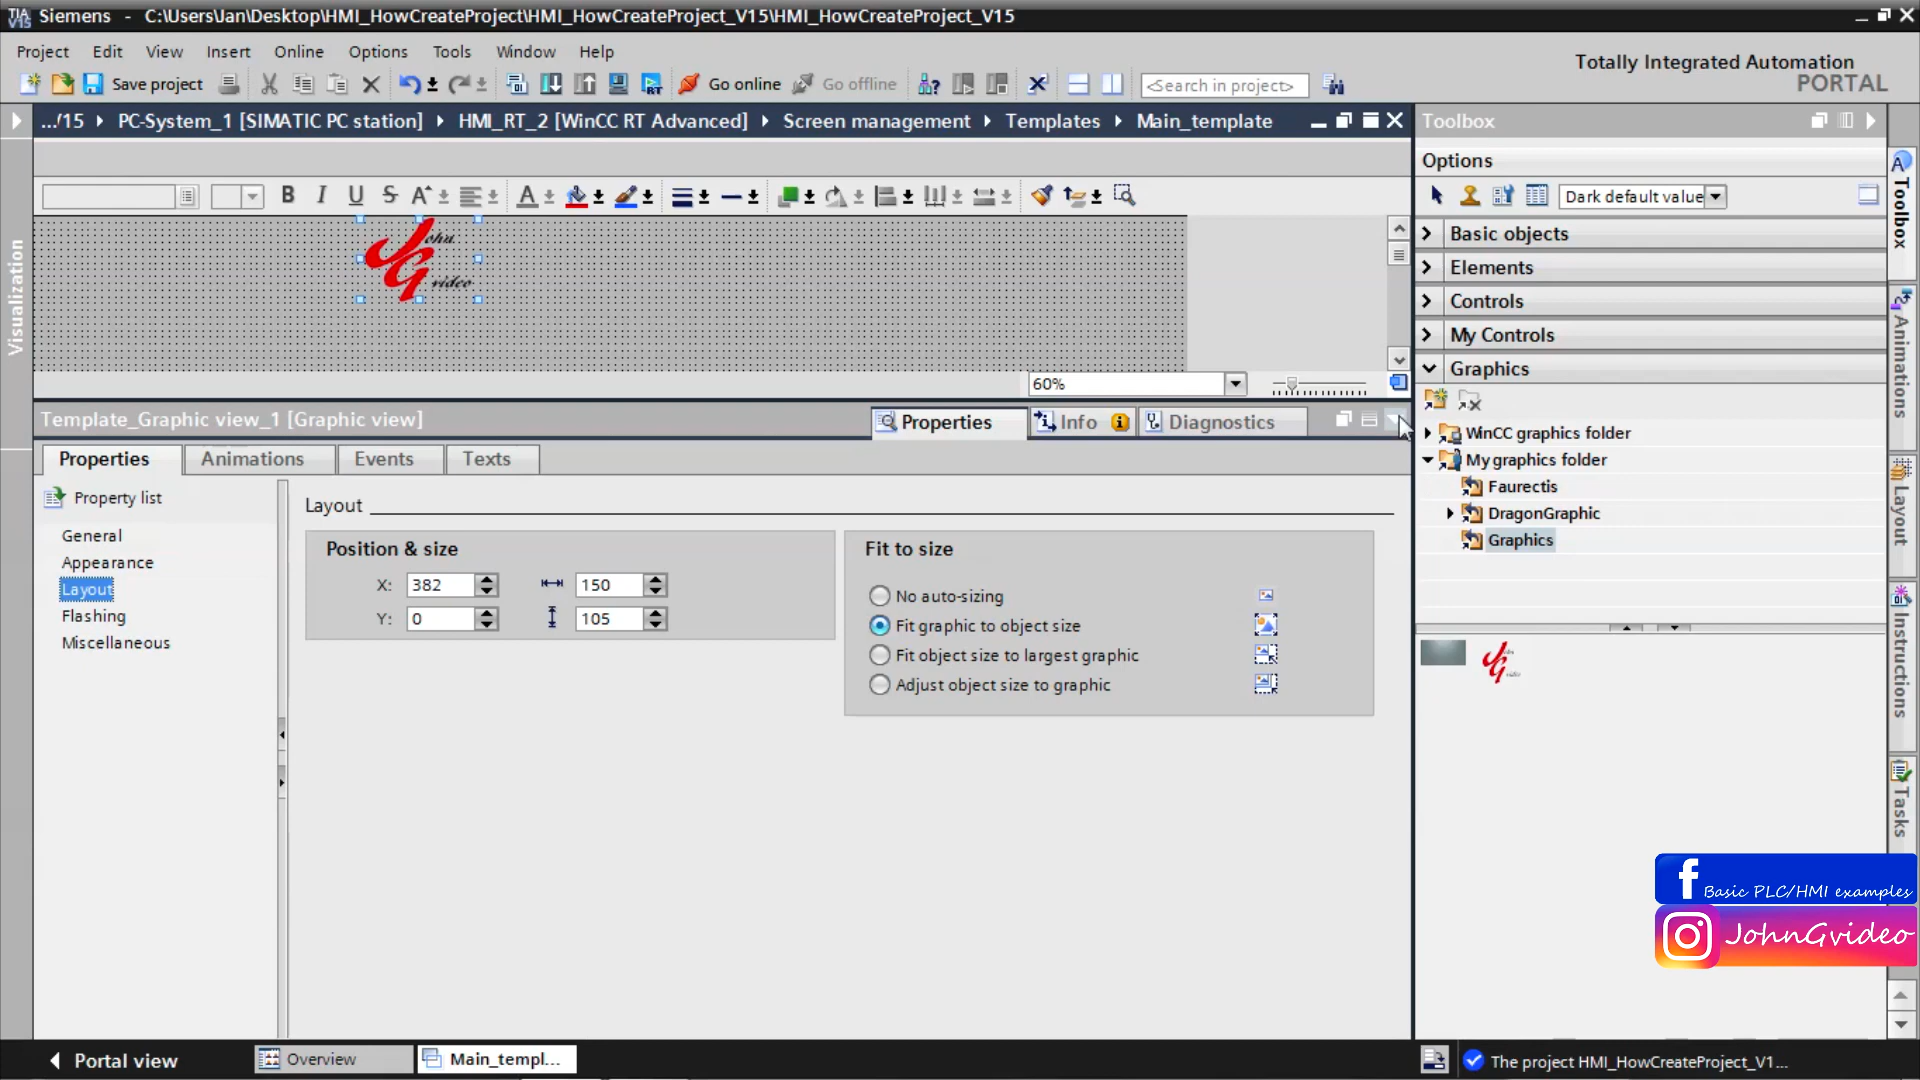 Siemens - C:\Users\Jan\Desktop\HMI_HowCreateProject\HMI_HowCreateProject_V15\HMI_HowCreateProject_V15
Project Edit View Insert Online Options Tools Window Help
Totally Integrated Automation
PORTAL
Save project Go online Go offline <Search in project>
.../15 PC-System_1 [SIMATIC PC station] HMI_RT_2 [WinCC RT Advanced] Screen management Templates Main_template
Toolbox
Options
B I U S A A
Dark default value
Visualization
John
G video
60%
Basic objects
Elements
Controls
My Controls
Graphics
WinCC graphics folder
My graphics folder
Faurectis
DragonGraphic
Graphics
Template_Graphic view_1 [Graphic view]
Properties Info Diagnostics
Properties Animations Events Texts
Property list
General
Appearance
Layout
Flashing
Miscellaneous
Layout
Position & size
X: 382 150
Y: 0 105
Fit to size
No auto-sizing
Fit graphic to object size
Fit object size to largest graphic
Adjust object size to graphic
Toolbox
Animations
Layout
Instructions
Tasks
f Basic PLC/HMI examples
JohnGvideo
Portal view Overview Main_templ...
The project HMI_HowCreateProject_V1...